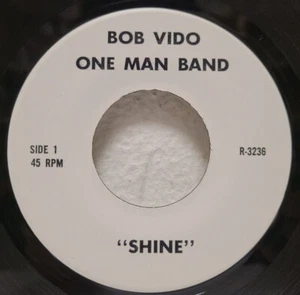 BOB VIDO
ONE MAN BAND
SIDE 1
45 RPM
R-3236
"SHINE"